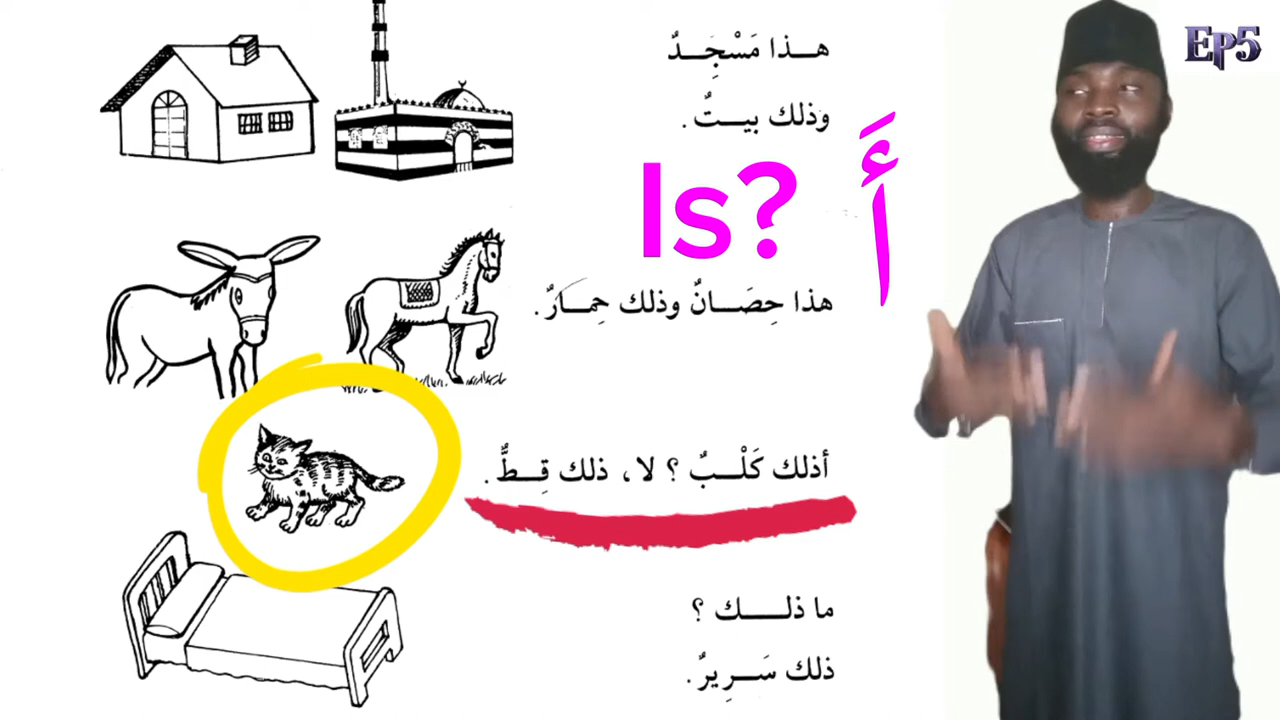 Ep5
هـذا مَسْجِـدٌ
وذلك بيـتٌ .
أَ
Is?
هذا حِصَـانٌ وذلك حِمـارٌ .
أذلك كَلْـبٌ ؟ لا ، ذلك قِـطٌّ .
ما ذلـك ؟
ذلك سَـرِيرٌ .